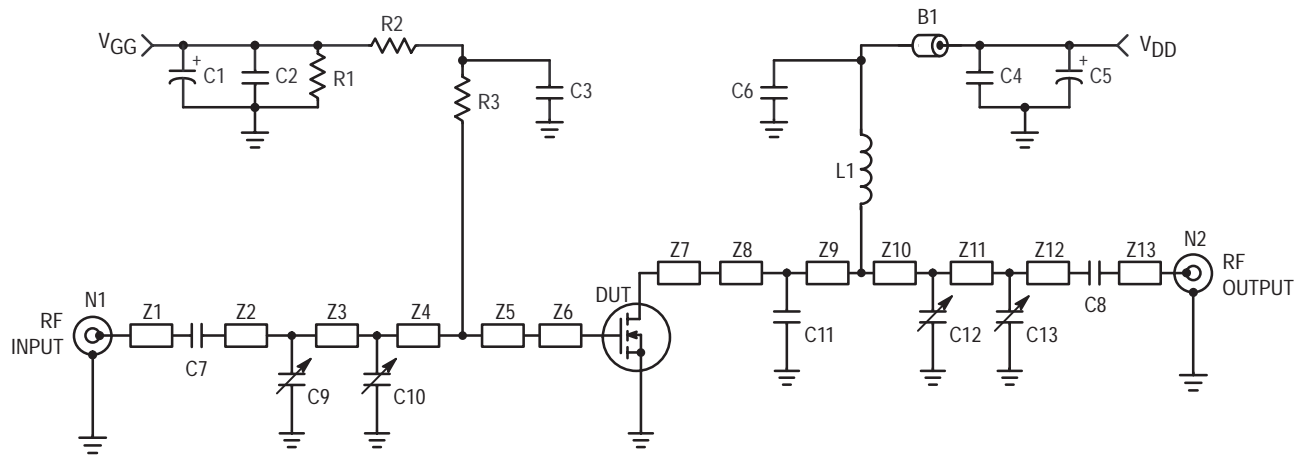 B1
R2
V_GG
V_DD
+
C1
C2
R1
R3
C3
C6
C4
+
C5
L1
Z7 Z8 Z9 Z10 Z11 Z12 Z13 N2
RF
OUTPUT
DUT
C8
N1
RF
INPUT
Z1 Z2 Z3 Z4 Z5 Z6
C7
C11
C12
C13
C9
C10